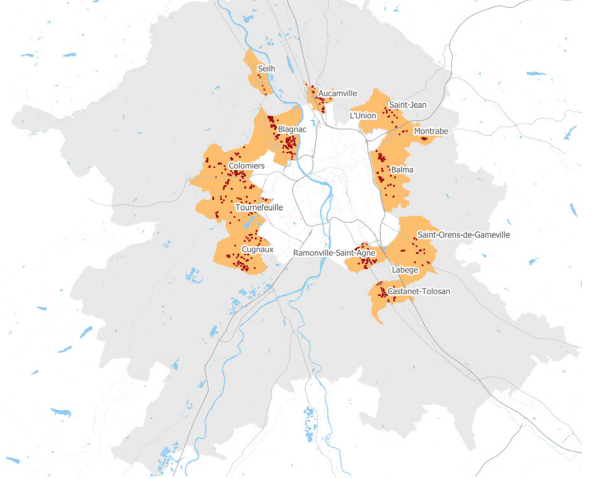 Seilh
Aucamville
Saint-Jean
L'Union
Blagnac
Montrabe
Colomiers
Balma
Tournefeuille
Saint-Orens-de-Gameville
Cugnaux
Ramonville-Saint-Agne
Labege
Castanet-Tolosan